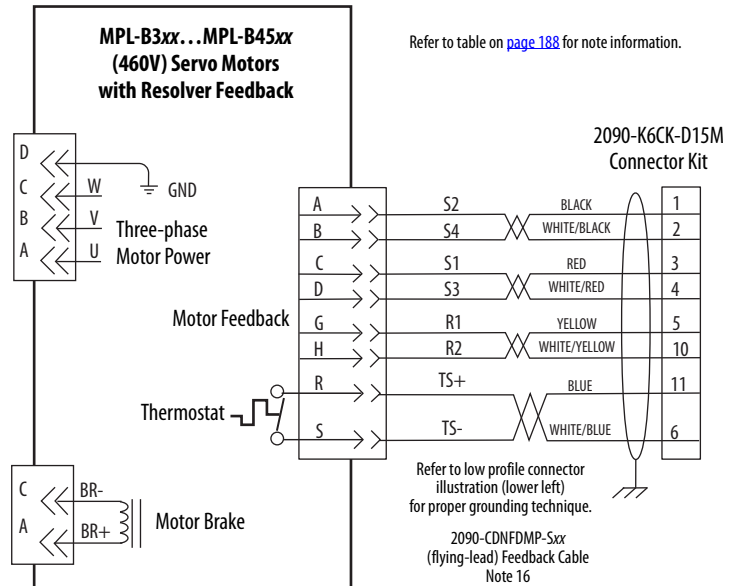 MPL-B3xx…MPL-B45xx
(460V) Servo Motors
with Resolver Feedback
Refer to table on page 188 for note information.
2090-K6CK-D15M
Connector Kit
D
C
B
A
W
V
U
GND
Three-phase
Motor Power
Motor Feedback
A S2 BLACK 1
B S4 WHITE/BLACK 2
C S1 RED 3
D S3 WHITE/RED 4
G R1 YELLOW 5
H R2 WHITE/YELLOW 10
R TS+ BLUE 11
S TS- WHITE/BLUE 6
Thermostat
C BR-
A BR+
Motor Brake
Refer to low profile connector
illustration (lower left)
for proper grounding technique.
2090-CDNFDMP-Sxx
(flying-lead) Feedback Cable
Note 16